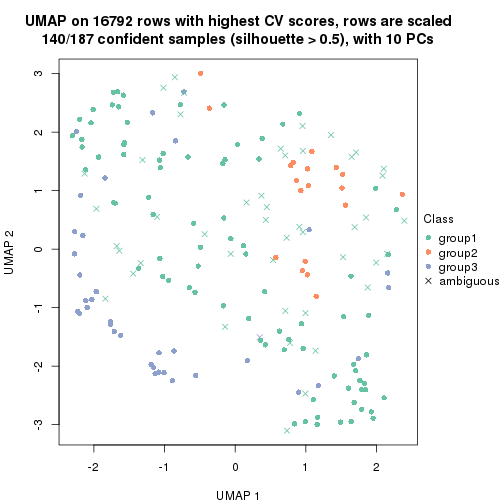 UMAP on 16792 rows with highest CV scores, rows are scaled
140/187 confident samples (silhouette > 0.5), with 10 PCs
3
2
1
0
-1
-2
-3
UMAP 2
-2
-1
0
1
2
UMAP 1
Class
group1
group2
group3
ambiguous